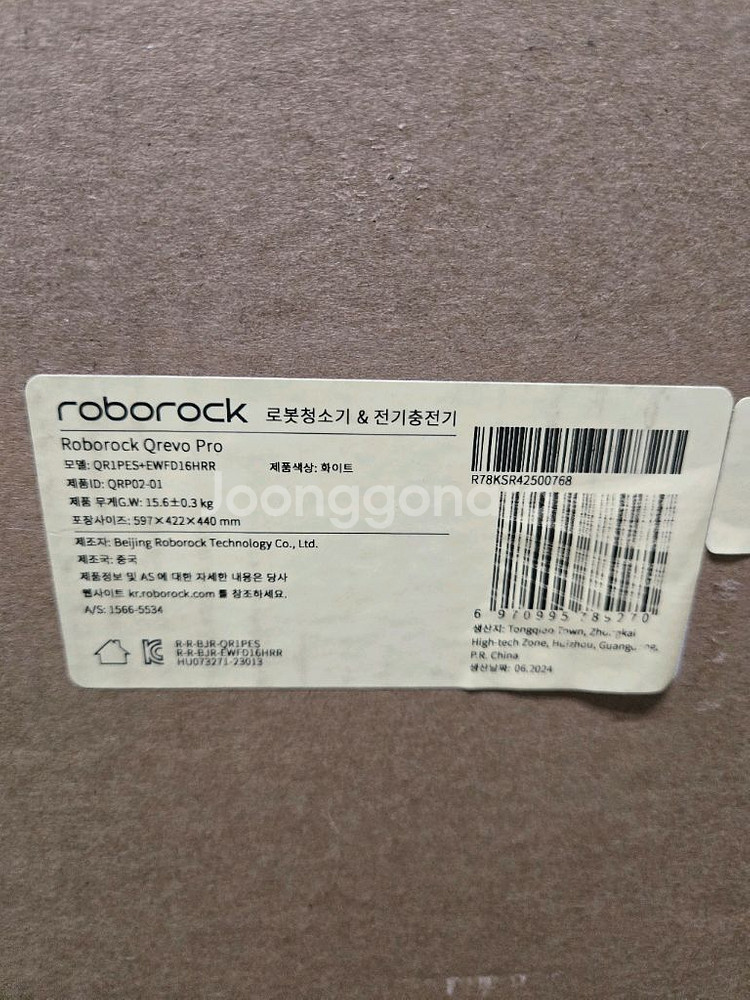 roborock 로봇청소기 & 전기충전기
Roborock Qrevo Pro
모델: QR1PES+EWFD16HRR 제품색상: 화이트
제품ID: QRP02-01
제품 무게G.W: 15.6±0.3 kg
포장사이즈: 597×422×440 mm
제조자: Beijing Roborock Technology Co., Ltd.
제조국: 중국
제품정보 및 AS에 대한 자세한 내용은 당사
웹사이트 kr.roborock.com 를 참조하세요.
A/S: 1566-5534
R-R-BJR-QR1PES
R-R-BJR-EWFD16HRR
HU073271-23013
R78KSR42500768
6 970995 785270
생산지: Tongqiao Town,
High-tech Zone, Huizhou,
P.R. China
생산날짜: 06.2024
loonggong